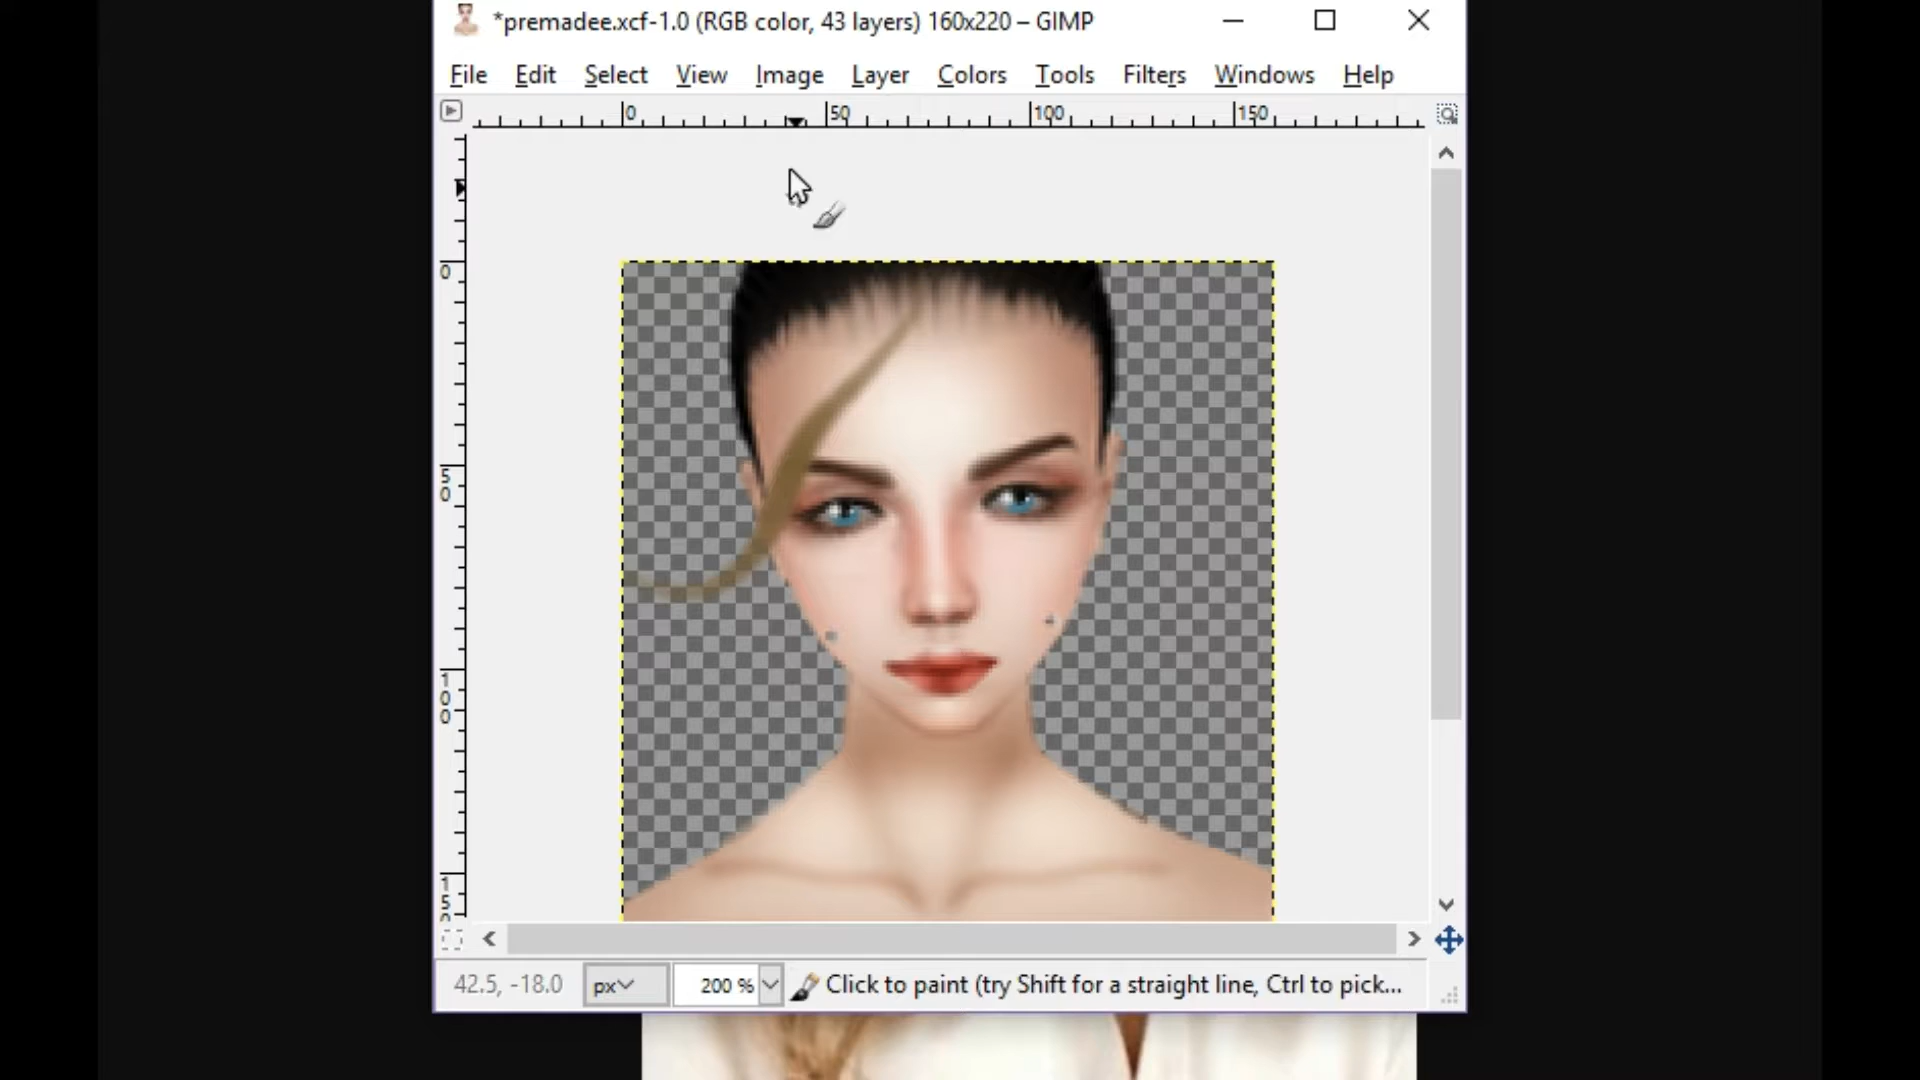 *premadee.xcf-1.0 (RGB color, 43 layers) 160x220 – GIMP
File Edit Select View Image Layer Colors Tools Filters Windows Help
0 50 100 150
0
50
100
150
42.5, -18.0 px 200 % Click to paint (try Shift for a straight line, Ctrl to pick...